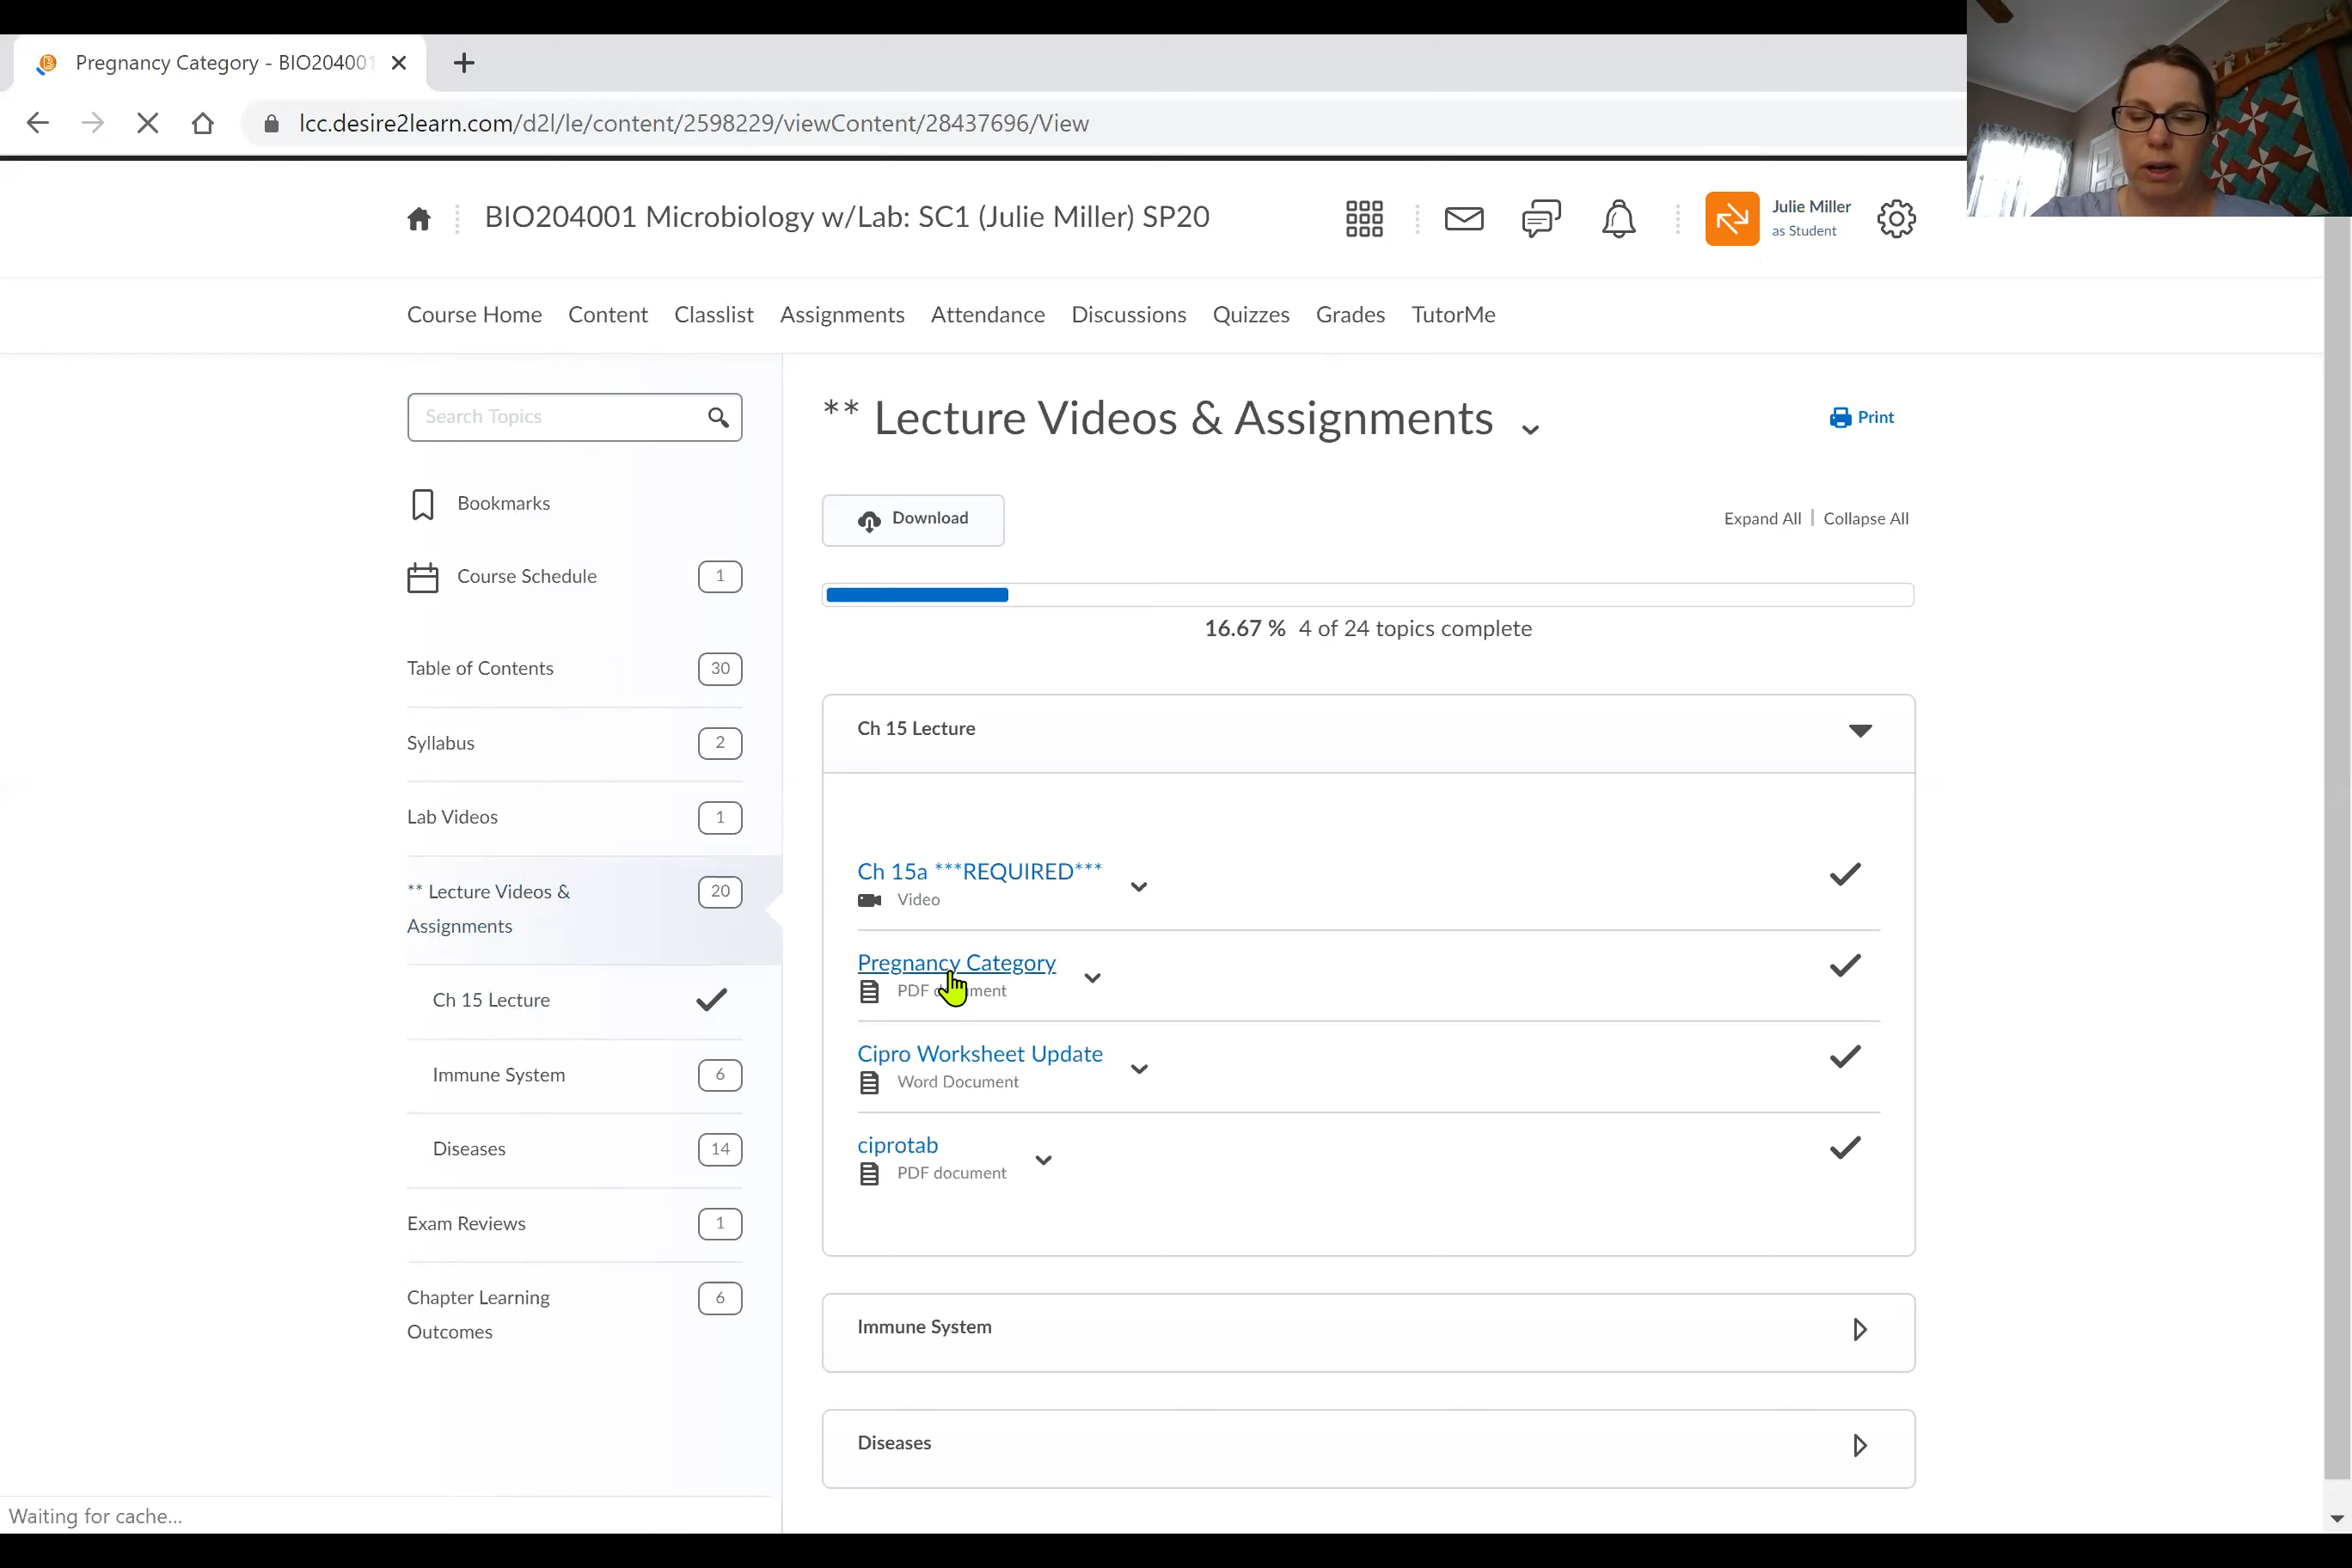 Pregnancy Category - BIO204001
lcc.desire2learn.com/d2l/le/content/2598229/viewContent/28437696/View
BIO204001 Microbiology w/Lab: SC1 (Julie Miller) SP20
Julie Miller
as Student
Course Home Content Classlist Assignments Attendance Discussions Quizzes Grades TutorMe
Search Topics
Bookmarks
Course Schedule 1
Table of Contents 30
Syllabus 2
Lab Videos 1
** Lecture Videos & 20
Assignments
Ch 15 Lecture
Immune System 6
Diseases 14
Exam Reviews 1
Chapter Learning 6
Outcomes
** Lecture Videos & Assignments
Print
Download
Expand All | Collapse All
16.67 % 4 of 24 topics complete
Ch 15 Lecture
Ch 15a ***REQUIRED***
Video
Pregnancy Category
PDF document
Cipro Worksheet Update
Word Document
ciprotab
PDF document
Immune System
Diseases
Waiting for cache...